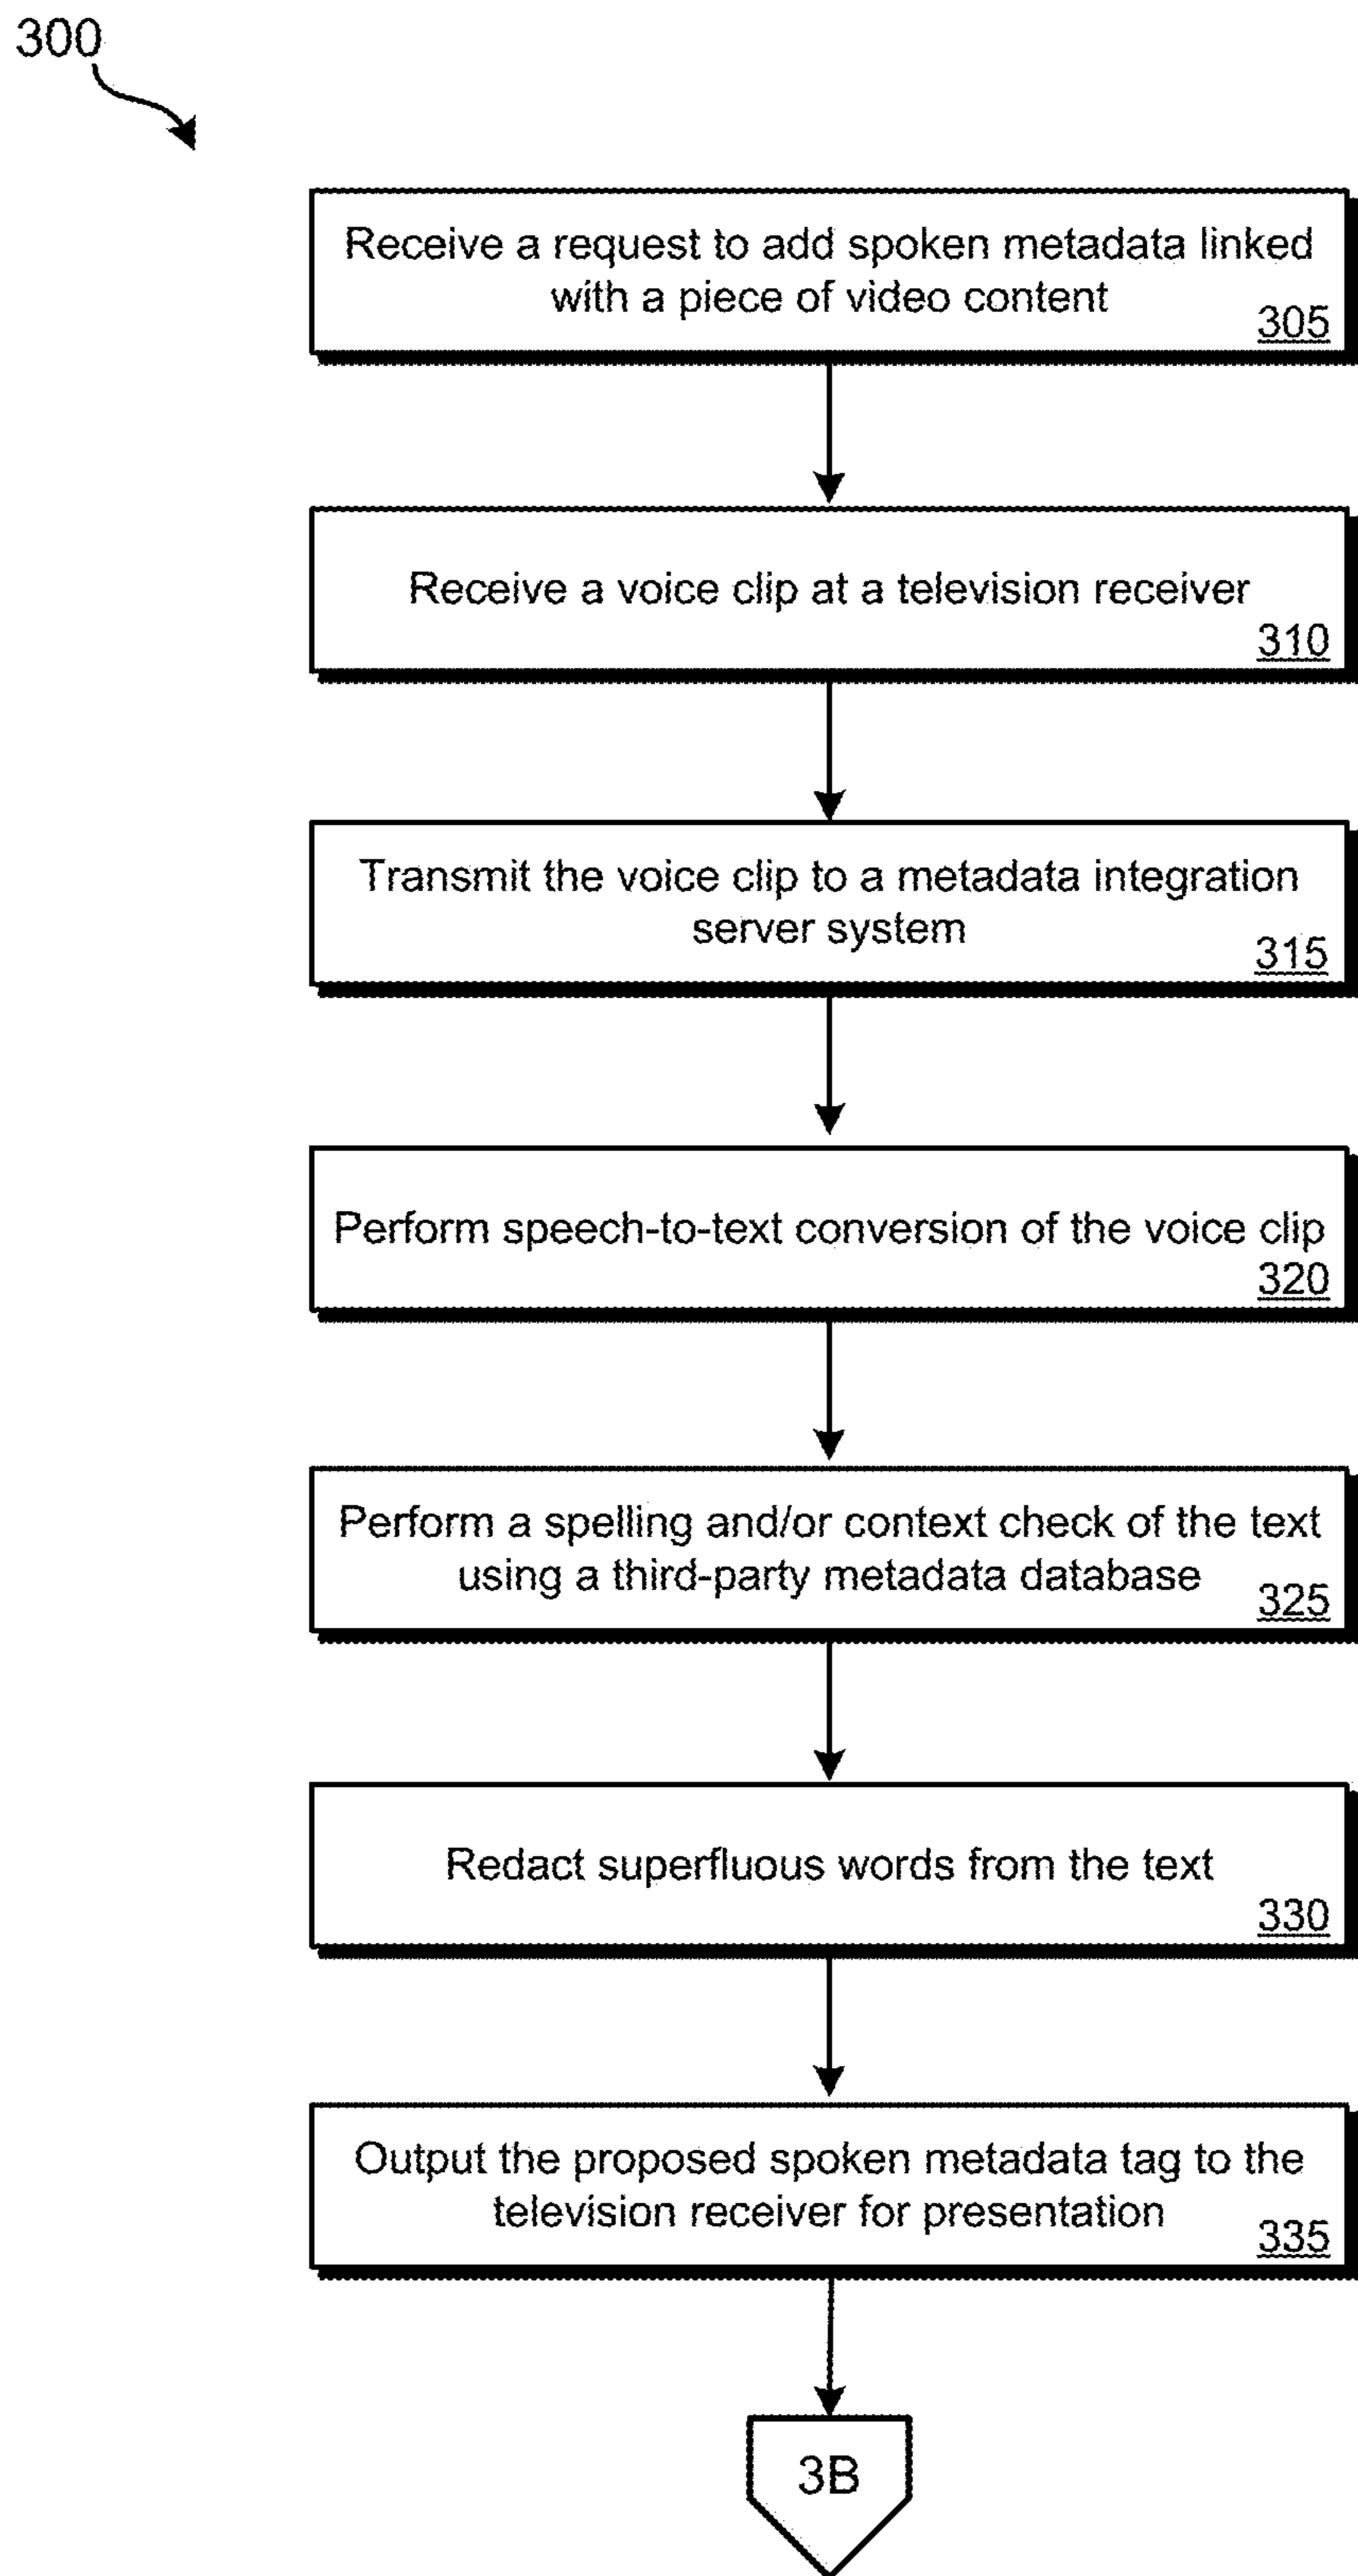 300
Receive a request to add spoken metadata linked
with a piece of video content
305
Receive a voice clip at a television receiver
310
Transmit the voice clip to a metadata integration
server system
315
Perform speech-to-text conversion of the voice clip
320
Perform a spelling and/or context check of the text
using a third-party metadata database
325
Redact superfluous words from the text
330
Output the proposed spoken metadata tag to the
television receiver for presentation
335
3B